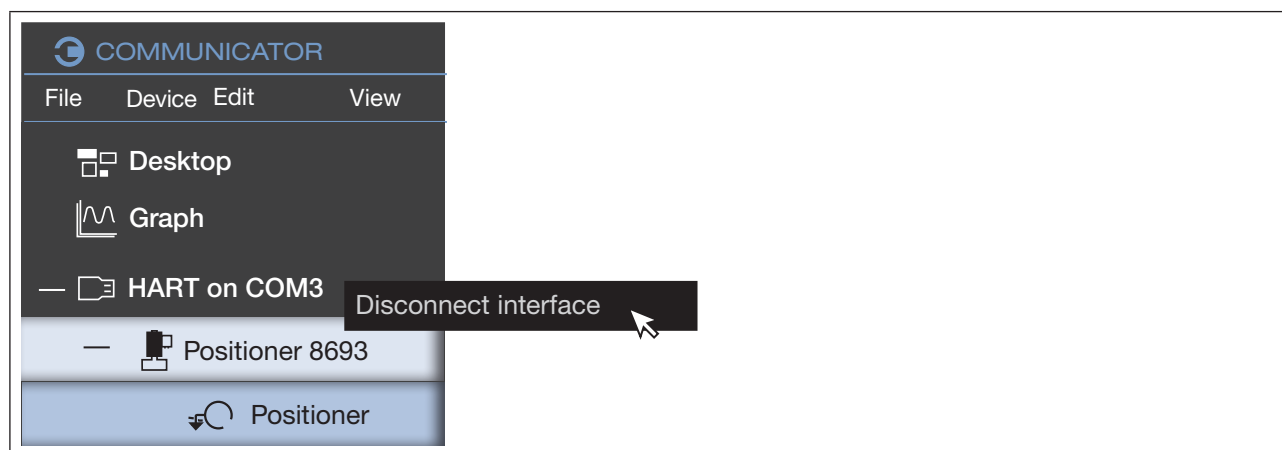 COMMUNICATOR
File Device Edit View
Desktop
Graph
HART on COM3
Disconnect interface
Positioner 8693
Positioner